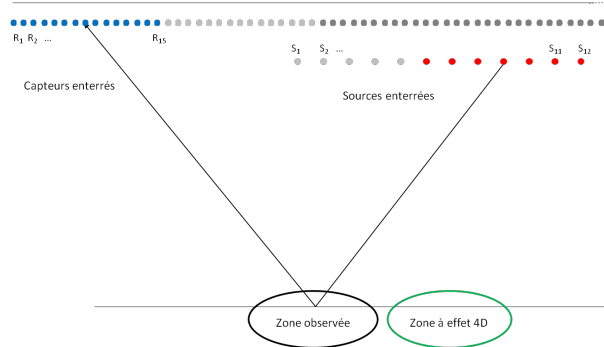 R1 R2 ... R15
S1 S2 ... S11 S12
Capteurs enterrés
Sources enterrées
Zone observée
Zone à effet 4D